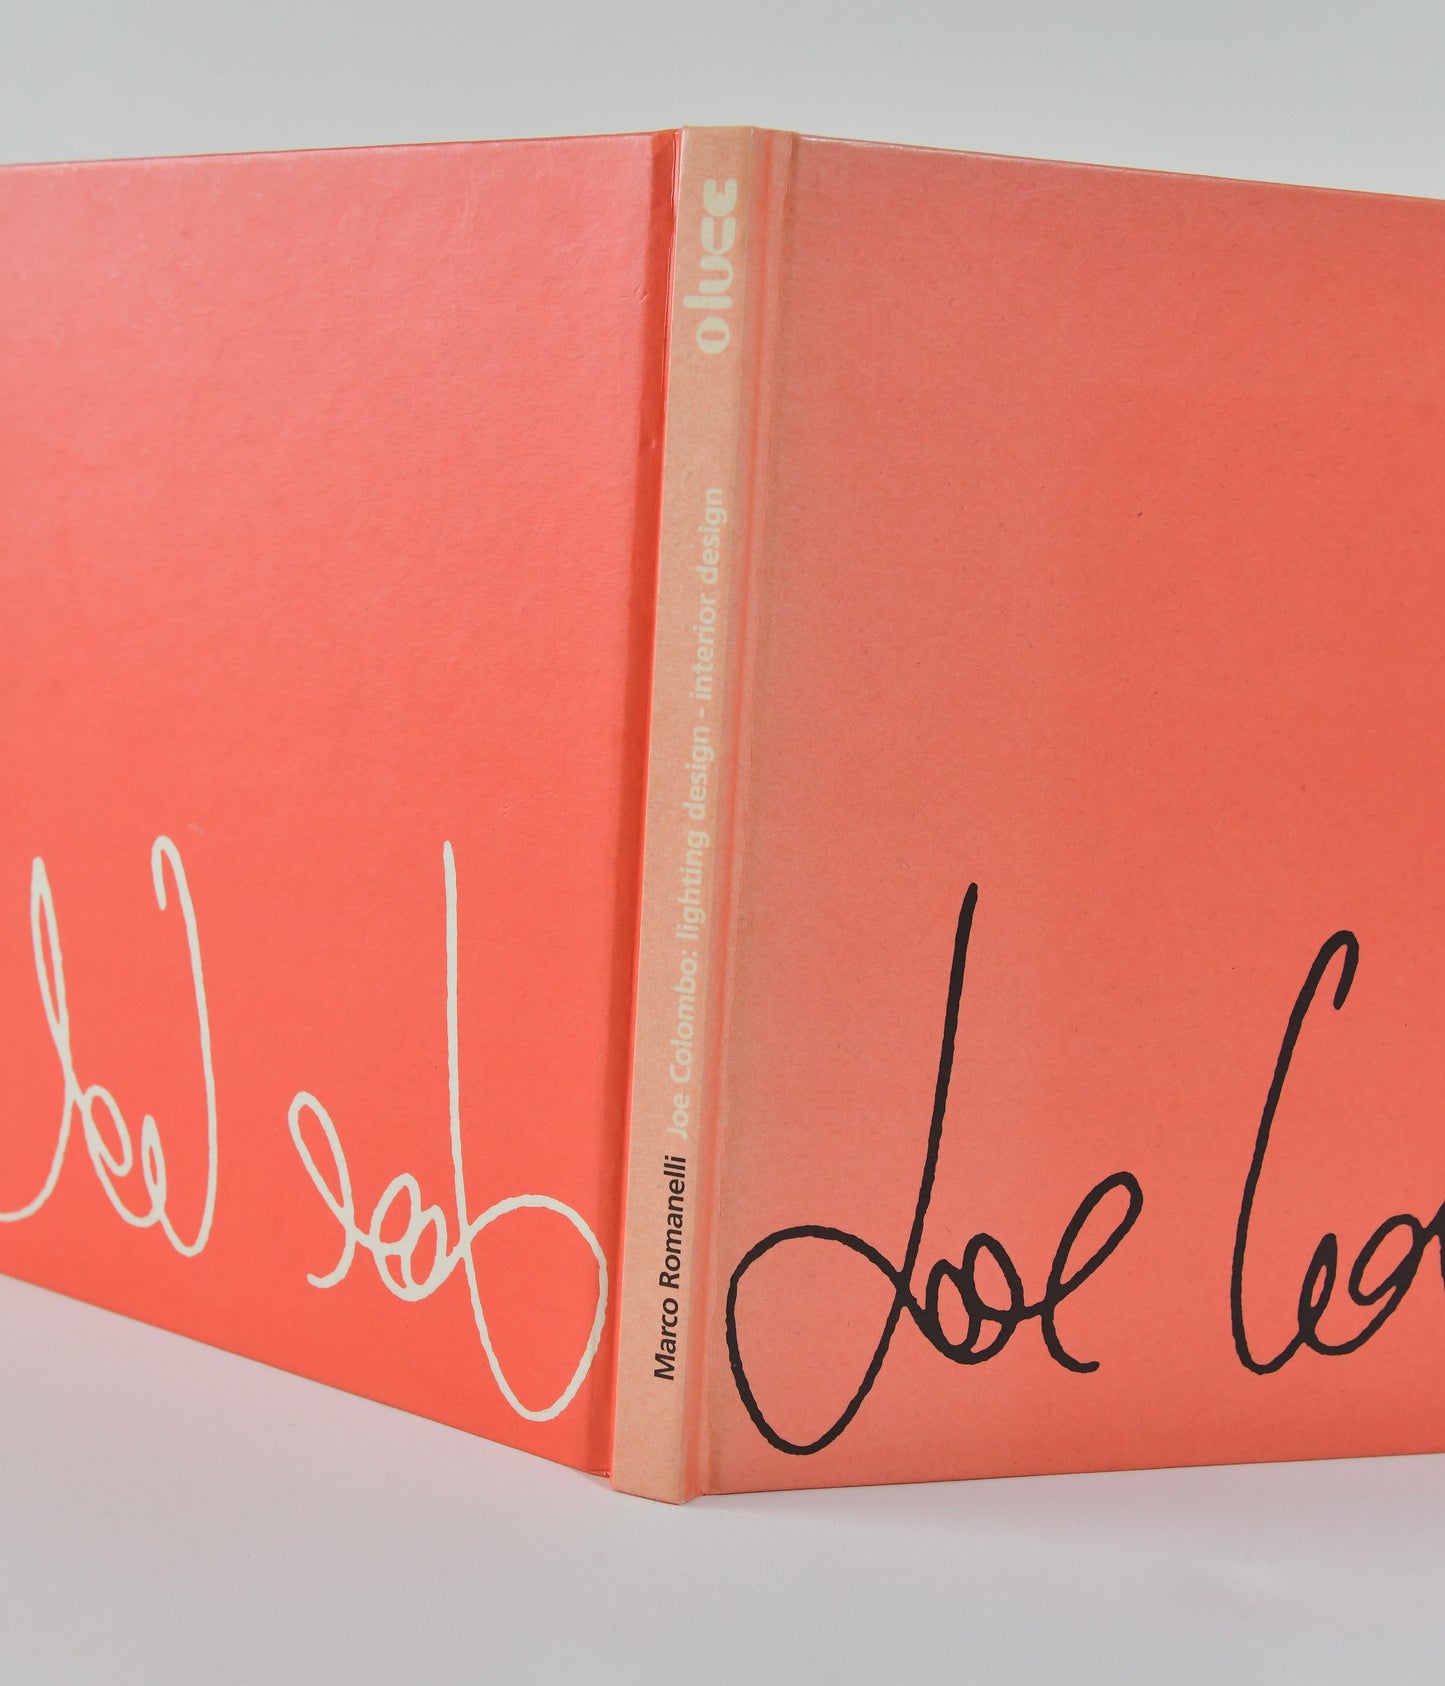 Marco Romanelli Joe Colombo: lighting design - interior design
oluce
Joe